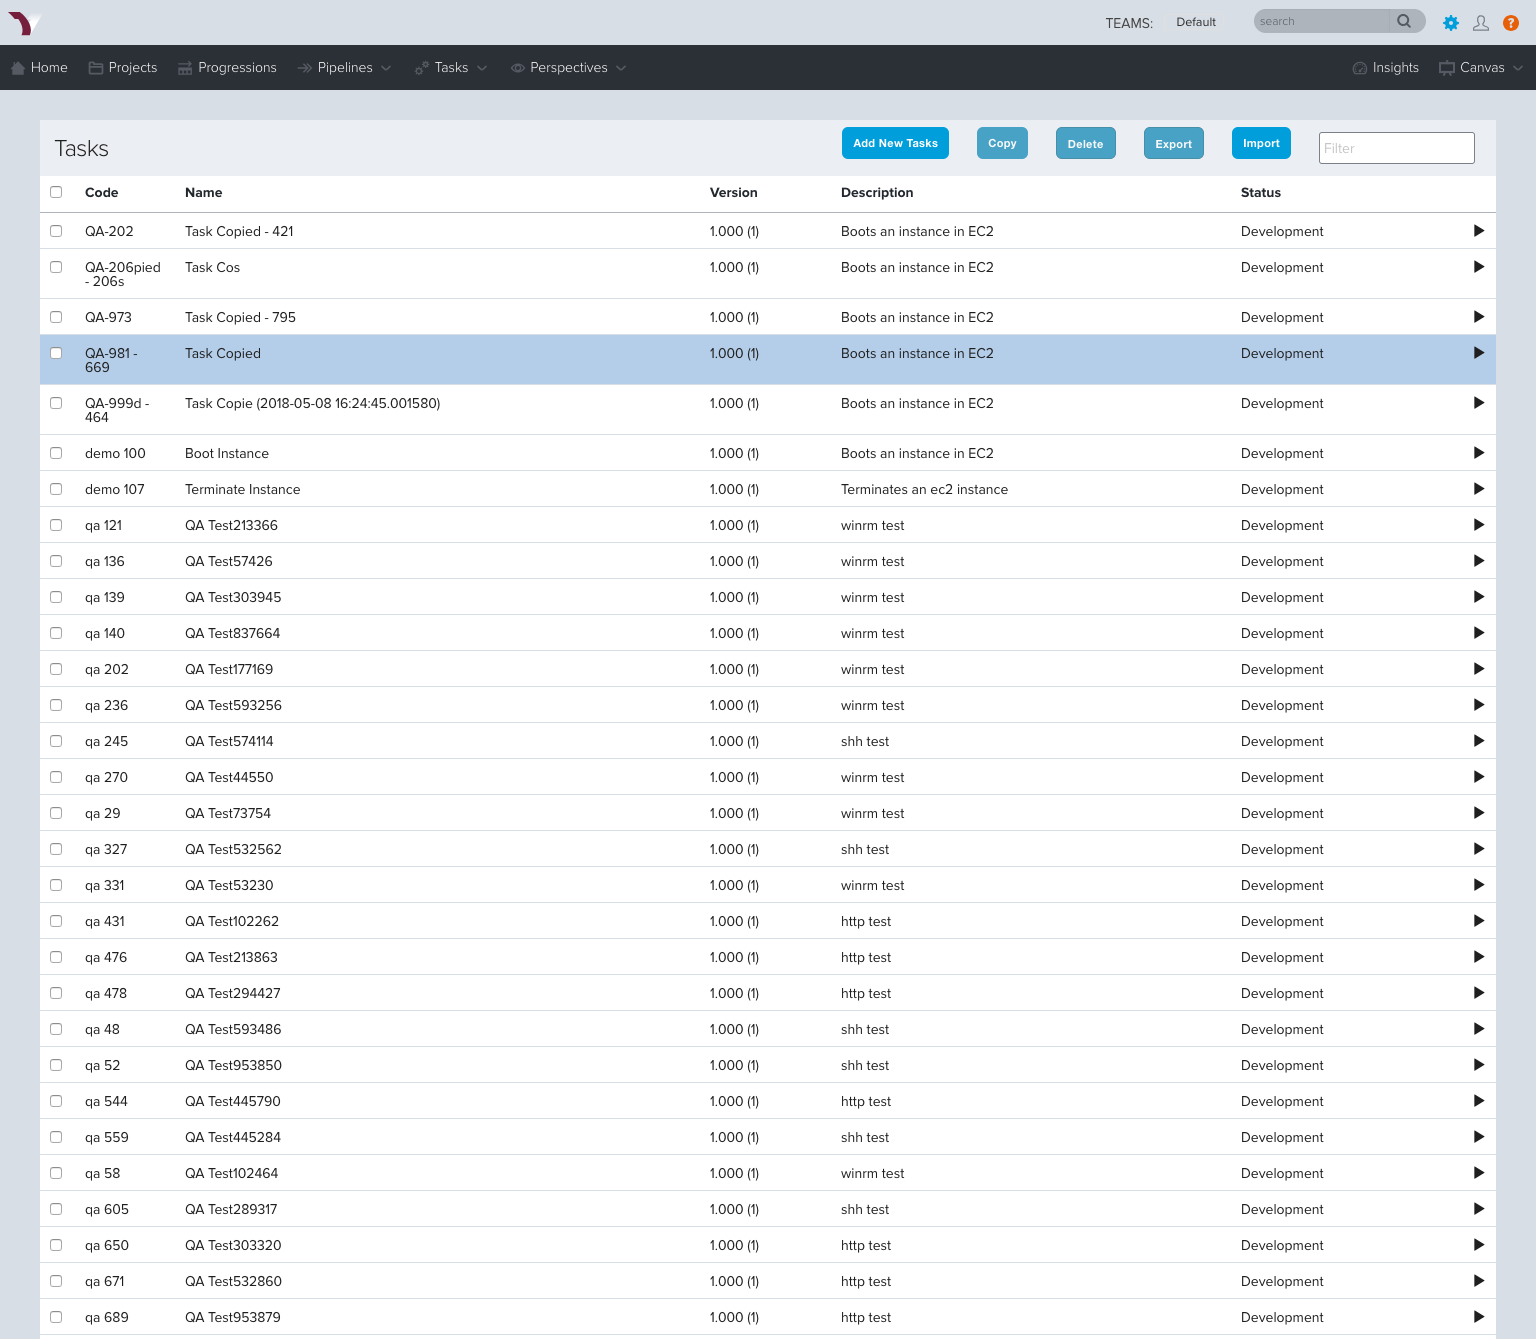 TEAMS: Default search ?
Home Projects Progressions Pipelines Tasks Perspectives Insights Canvas
Tasks Add New Tasks Copy Delete Export Import Filter
Code Name Version Description Status
QA-202 Task Copied - 421 1.000 (1) Boots an instance in EC2 Development
QA-206pied Task Cos 1.000 (1) Boots an instance in EC2 Development
- 206s
QA-973 Task Copied - 795 1.000 (1) Boots an instance in EC2 Development
QA-981 - Task Copied 1.000 (1) Boots an instance in EC2 Development
669
QA-999d - Task Copie (2018-05-08 16:24:45.001580) 1.000 (1) Boots an instance in EC2 Development
464
demo 100 Boot Instance 1.000 (1) Boots an instance in EC2 Development
demo 107 Terminate Instance 1.000 (1) Terminates an ec2 instance Development
qa 121 QA Test213366 1.000 (1) winrm test Development
qa 136 QA Test57426 1.000 (1) winrm test Development
qa 139 QA Test303945 1.000 (1) winrm test Development
qa 140 QA Test837664 1.000 (1) winrm test Development
qa 202 QA Test177169 1.000 (1) winrm test Development
qa 236 QA Test593256 1.000 (1) winrm test Development
qa 245 QA Test574114 1.000 (1) shh test Development
qa 270 QA Test44550 1.000 (1) winrm test Development
qa 29 QA Test73754 1.000 (1) winrm test Development
qa 327 QA Test532562 1.000 (1) shh test Development
qa 331 QA Test53230 1.000 (1) winrm test Development
qa 431 QA Test102262 1.000 (1) http test Development
qa 476 QA Test213863 1.000 (1) http test Development
qa 478 QA Test294427 1.000 (1) http test Development
qa 48 QA Test593486 1.000 (1) shh test Development
qa 52 QA Test953850 1.000 (1) shh test Development
qa 544 QA Test445790 1.000 (1) http test Development
qa 559 QA Test445284 1.000 (1) shh test Development
qa 58 QA Test102464 1.000 (1) winrm test Development
qa 605 QA Test289317 1.000 (1) shh test Development
qa 650 QA Test303320 1.000 (1) http test Development
qa 671 QA Test532860 1.000 (1) http test Development
qa 689 QA Test953879 1.000 (1) http test Development